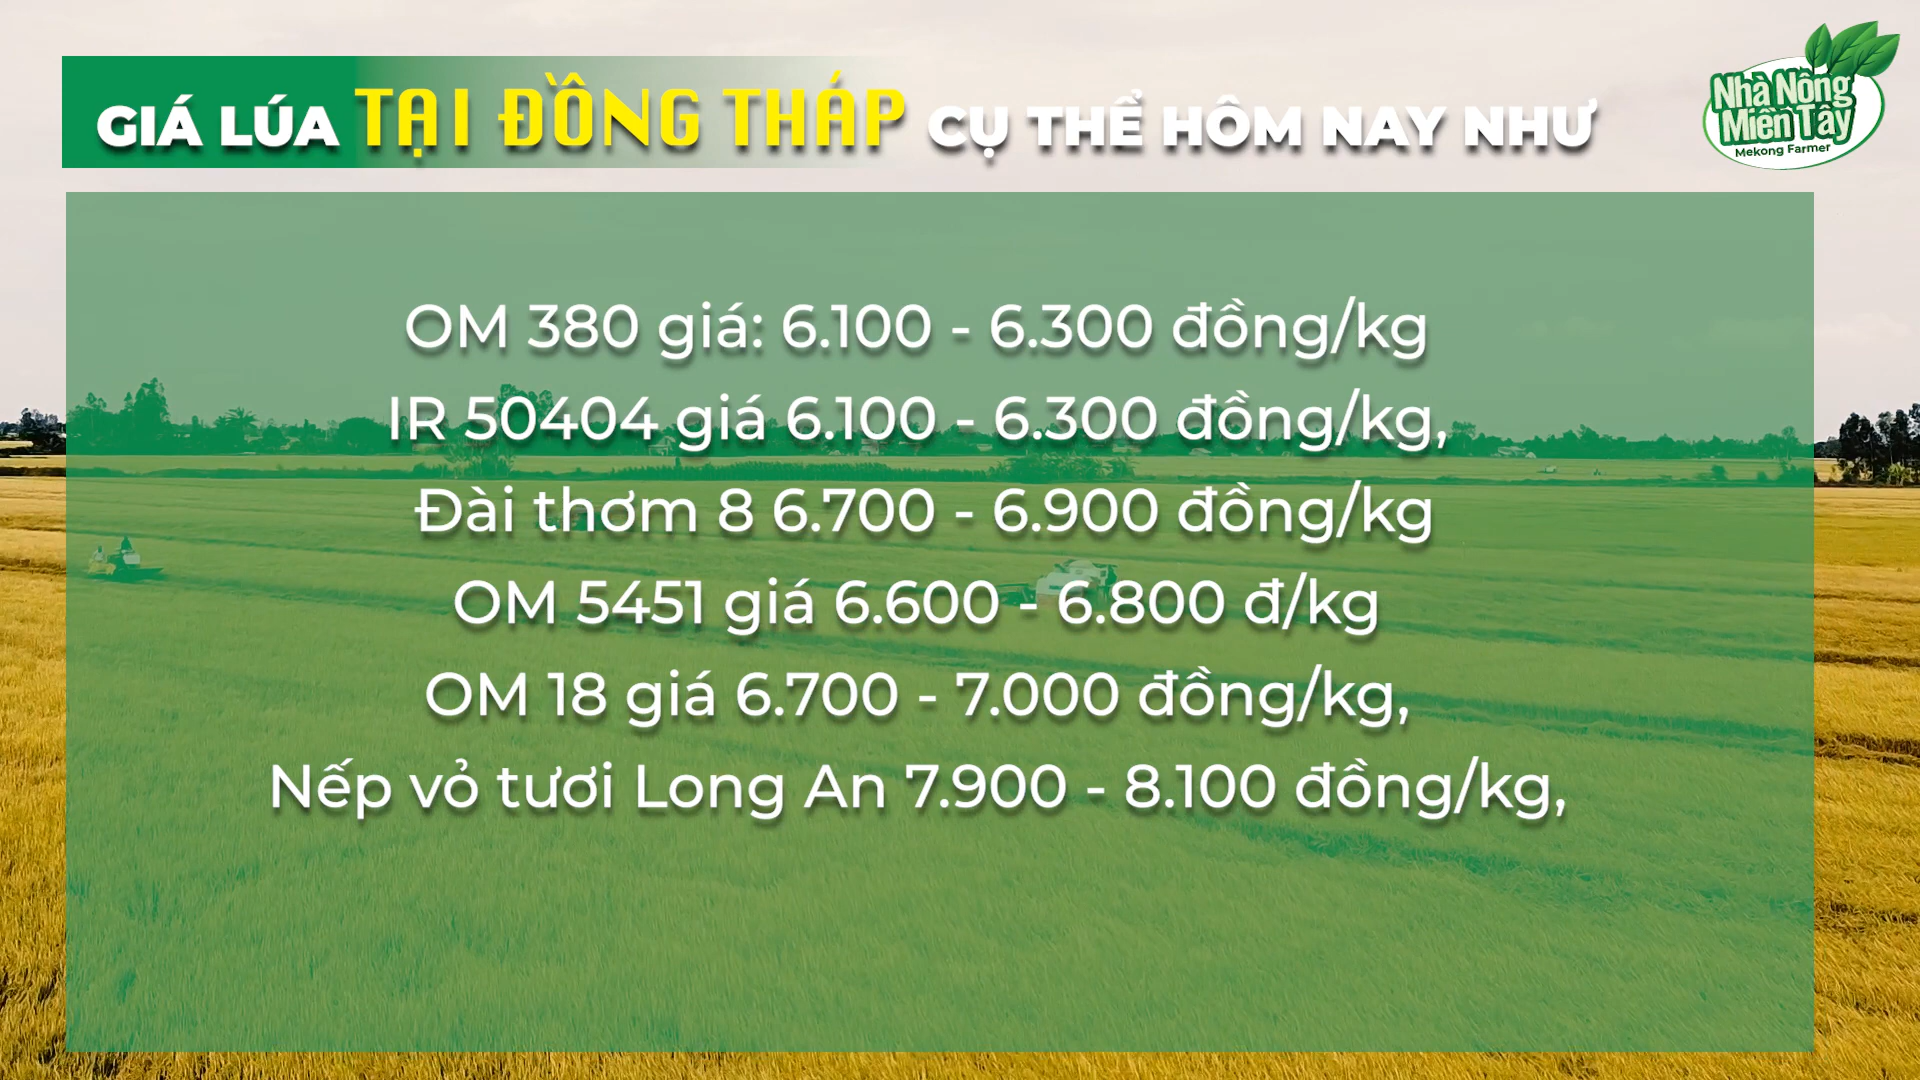 GIÁ LÚA TẠI ĐỒNG THÁP CỤ THỂ HÔM NAY NHƯ
Nhà Nông
Miền Tây
Mekong Farmer
OM 380 giá: 6.100 - 6.300 đồng/kg
IR 50404 giá 6.100 - 6.300 đồng/kg,
Đài thơm 8 6.700 - 6.900 đồng/kg
OM 5451 giá 6.600 - 6.800 đ/kg
OM 18 giá 6.700 - 7.000 đồng/kg,
Nếp vỏ tươi Long An 7.900 - 8.100 đồng/kg,